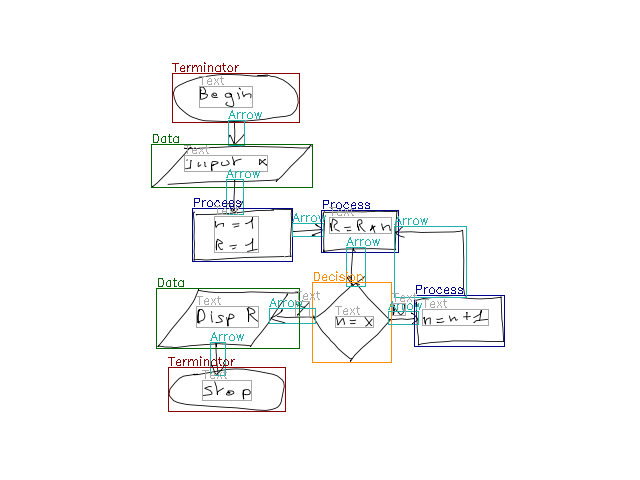 Terminator
Text
Begin
Arrow
Data
Text
Input x
Arrow
Process
Text
n = 1
R = 1
Arrow
Process
Text
R = R * n
Arrow
Arrow
Decision
Text
n = x
Text
Arrow
Text
No
Arrow
Process
Text
n = n + 1
Data
Text
Disp R
Arrow
Terminator
Text
Stop